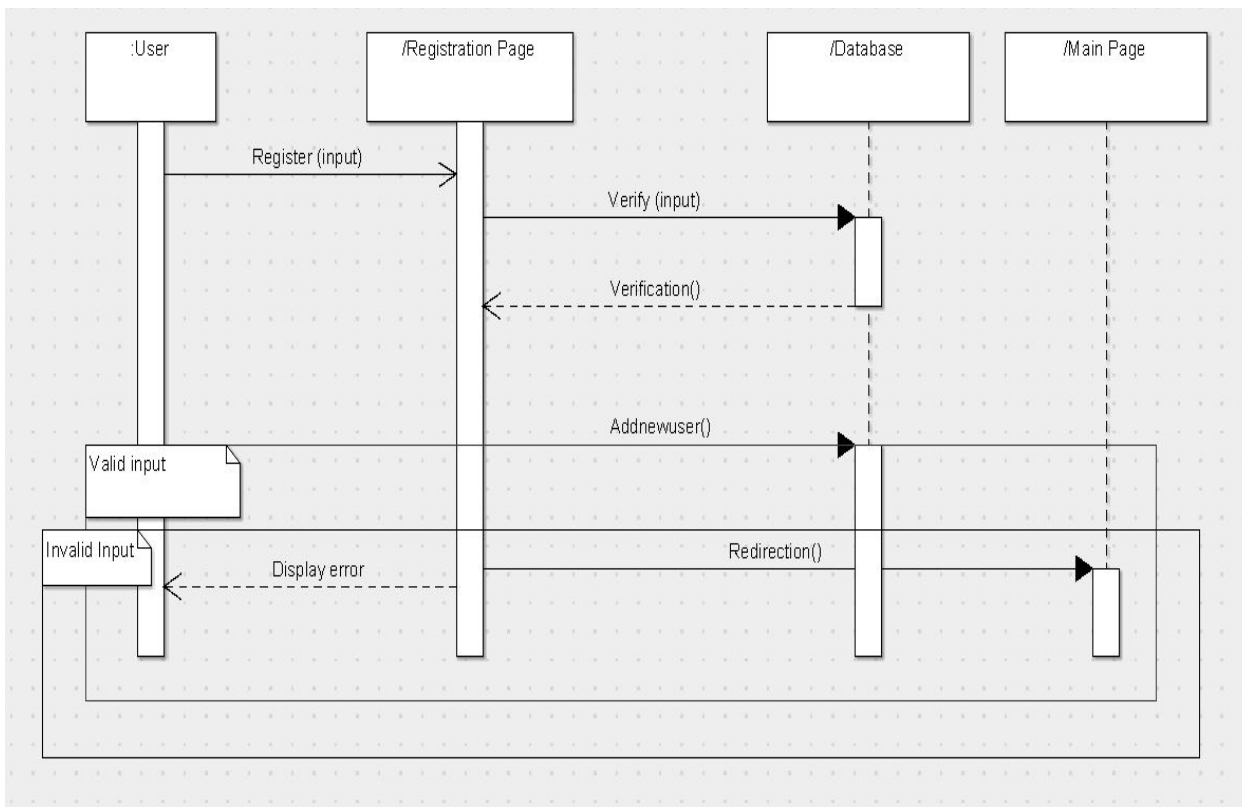 :User
/Registration Page
/Database
/Main Page
Register (input)
Verify (input)
Verification()
Addnewuser()
Valid input
Invalid Input
Redirection()
Display error